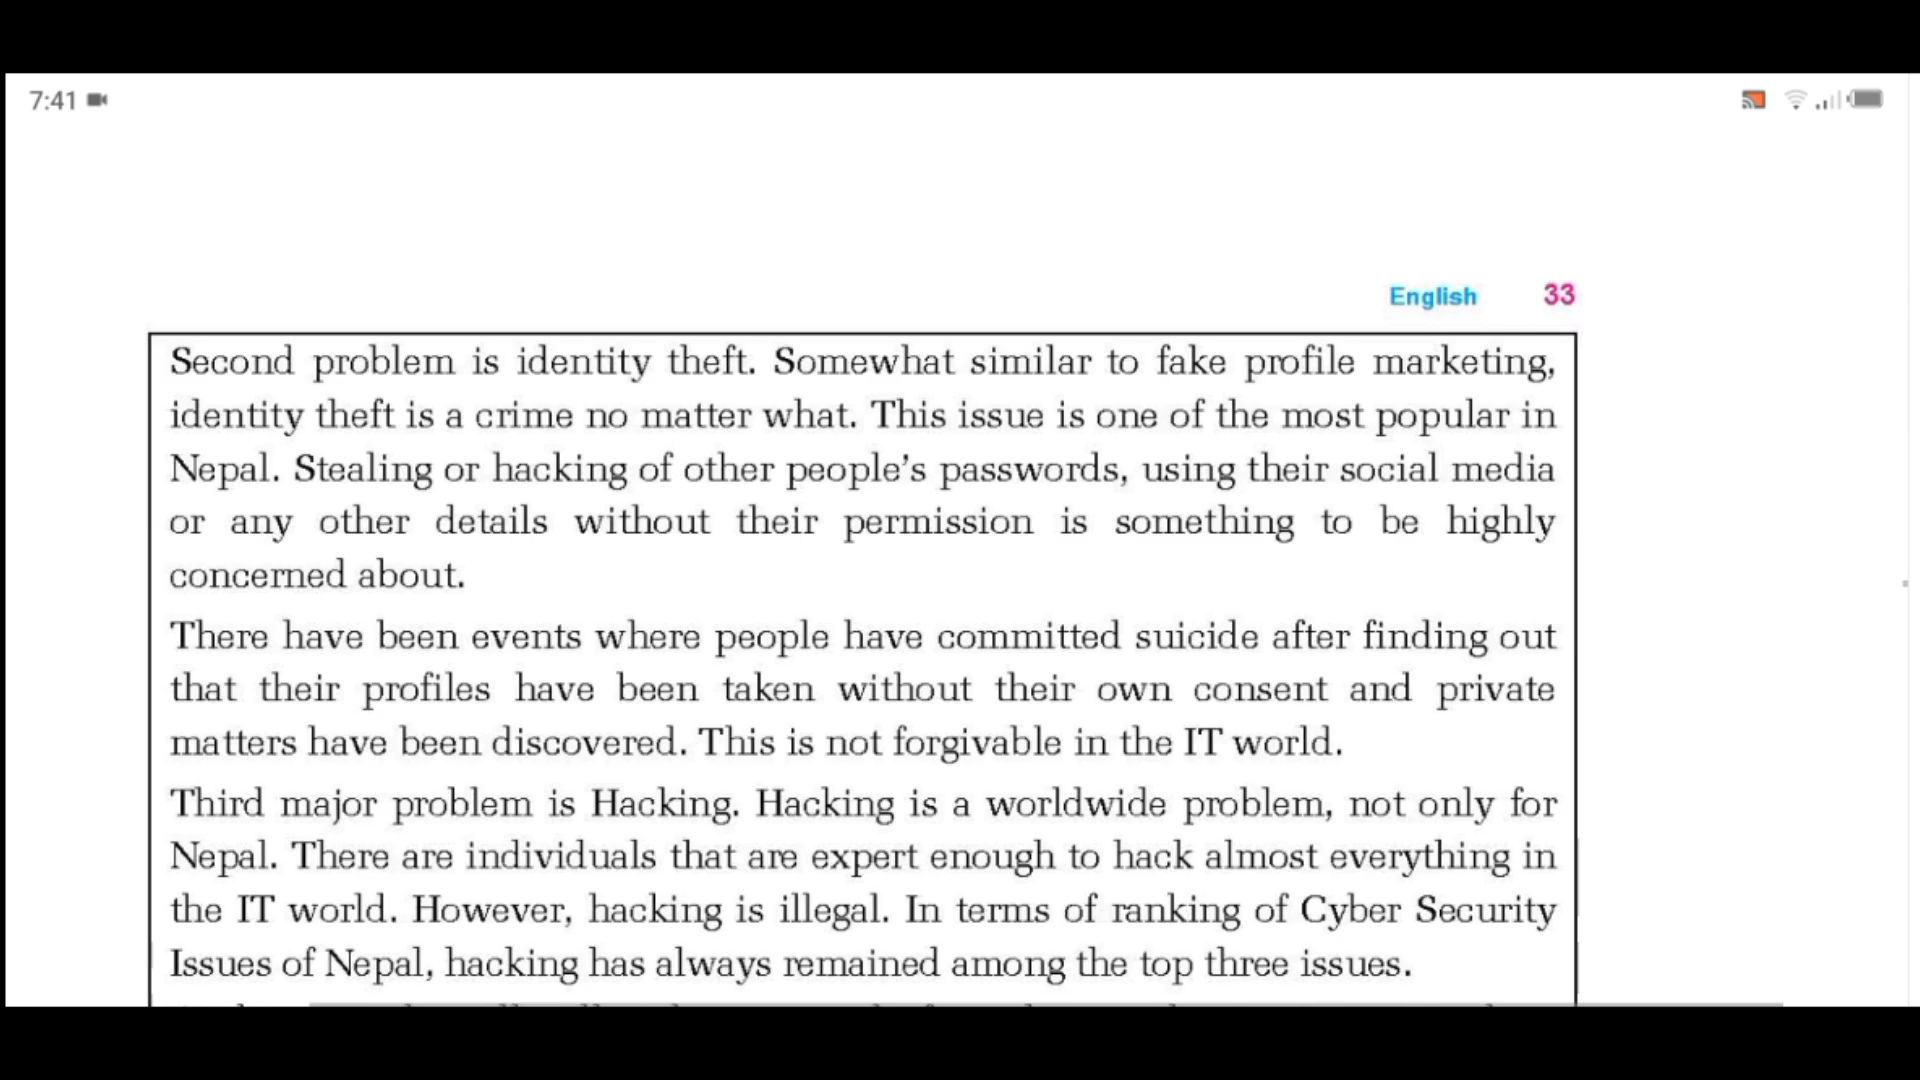 7:41
English 33
Second problem is identity theft. Somewhat similar to fake profile marketing,
identity theft is a crime no matter what. This issue is one of the most popular in
Nepal. Stealing or hacking of other people’s passwords, using their social media
or any other details without their permission is something to be highly
concerned about.
There have been events where people have committed suicide after finding out
that their profiles have been taken without their own consent and private
matters have been discovered. This is not forgivable in the IT world.
Third major problem is Hacking. Hacking is a worldwide problem, not only for
Nepal. There are individuals that are expert enough to hack almost everything in
the IT world. However, hacking is illegal. In terms of ranking of Cyber Security
Issues of Nepal, hacking has always remained among the top three issues.